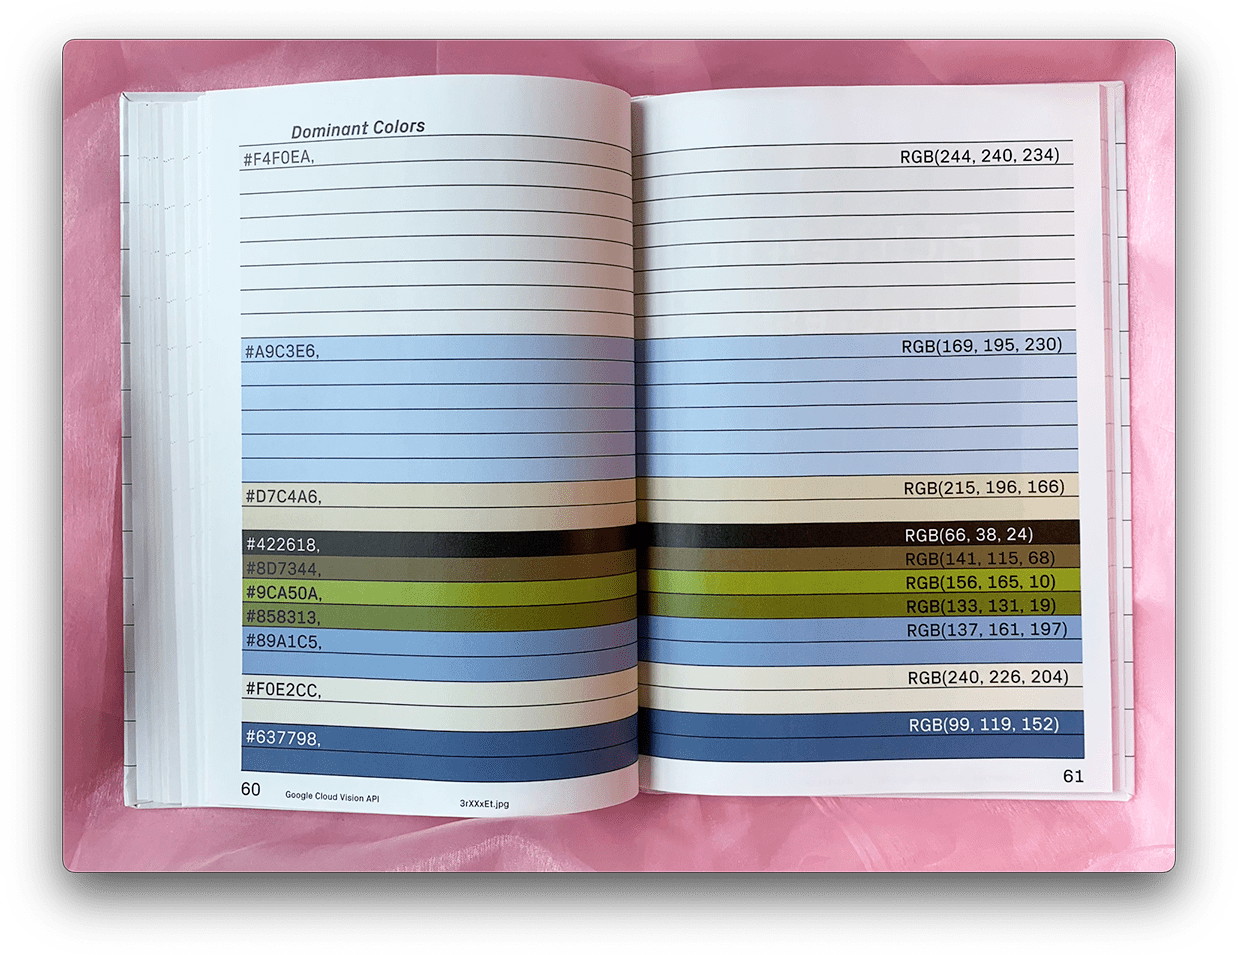 Dominant Colors
#F4F0EA, RGB(244, 240, 234)
#A9C3E6, RGB(169, 195, 230)
#D7C4A6, RGB(215, 196, 166)
#422618, RGB(66, 38, 24)
#8D7344, RGB(141, 115, 68)
#9CA50A, RGB(156, 165, 10)
#858313, RGB(133, 131, 19)
#89A1C5, RGB(137, 161, 197)
#F0E2CC, RGB(240, 226, 204)
#637798, RGB(99, 119, 152)
60 Google Cloud Vision API 3rXXxEt.jpg 61